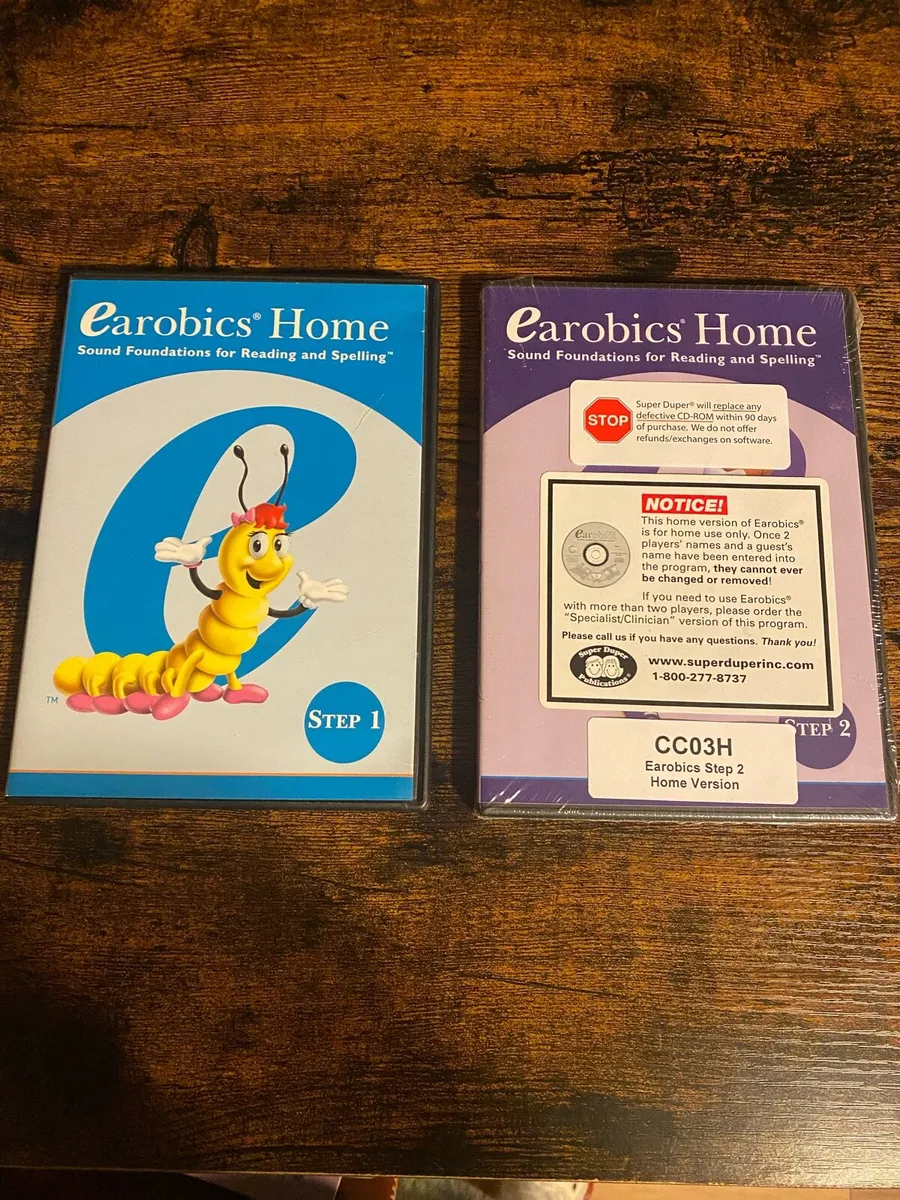 earobics® Home
Sound Foundations for Reading and Spelling™
TM
STEP 1
earobics® Home
Sound Foundations for Reading and Spelling™
STOP
Super Duper® will replace any
defective CD-ROM within 90 days
of purchase. We do not offer
refunds/exchanges on software.
NOTICE!
This home version of Earobics®
is for home use only. Once 2
players' names and a guest's
name have been entered into
the program, they cannot ever
be changed or removed!
earobics
If you need to use Earobics®
with more than two players, please order the
"Specialist/Clinician" version of this program.
Please call us if you have any questions. Thank you!
Super Duper
Publications®
www.superduperinc.com
1-800-277-8737
STEP 2
CC03H
Earobics Step 2
Home Version